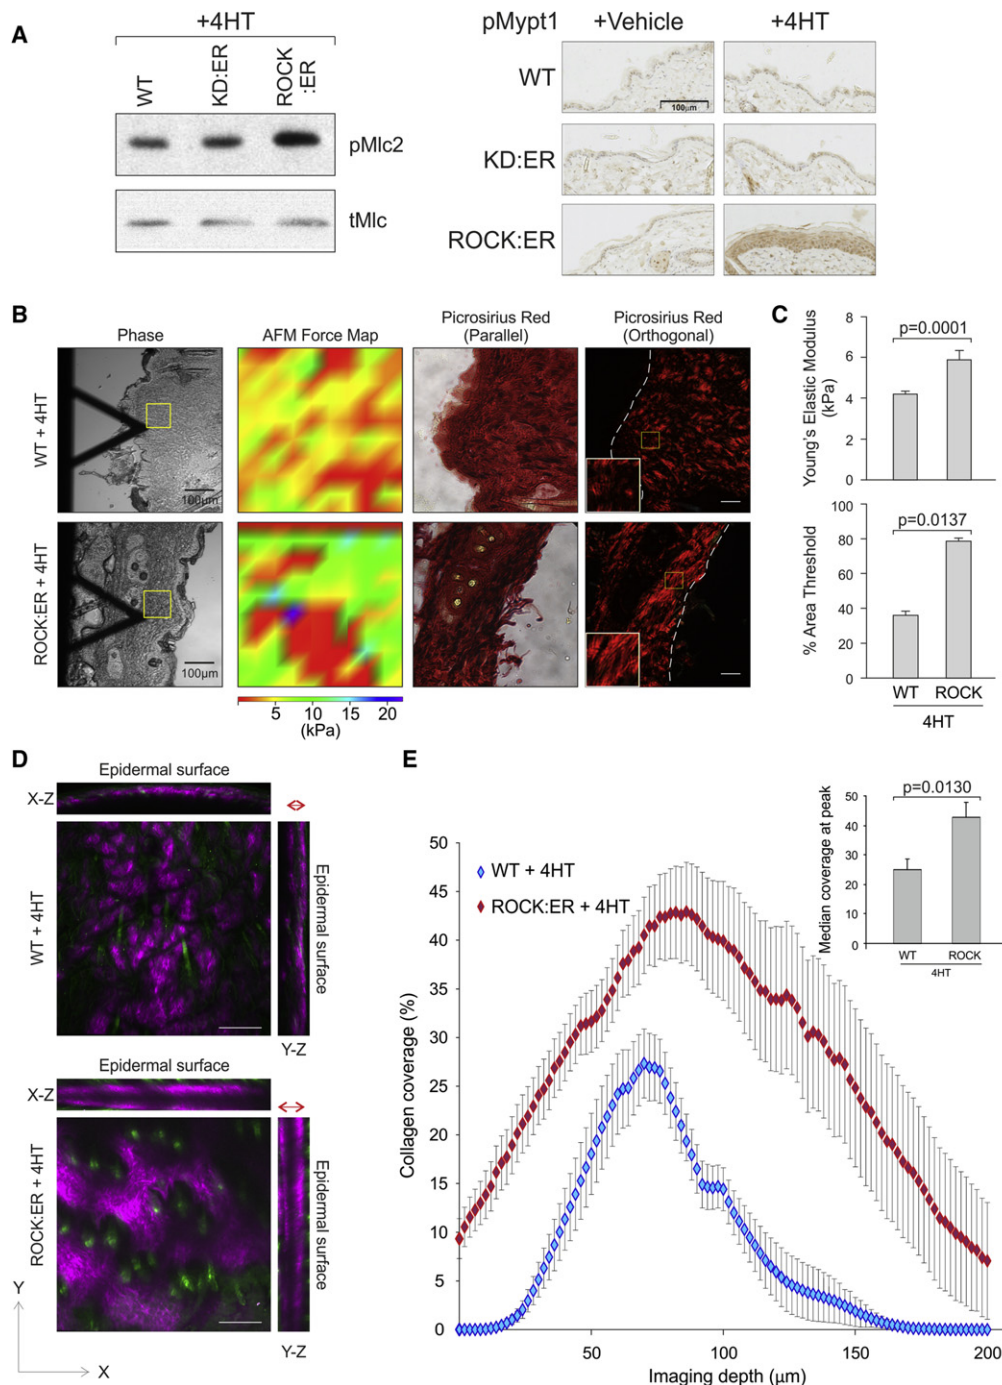 A
+4HT
WT
KD:ER
ROCK
:ER
pMlc2
tMlc
pMypt1
+Vehicle
+4HT
WT
100µm
KD:ER
ROCK:ER
B
Phase
AFM Force Map
Picrosirius Red
(Parallel)
Picrosirius Red
(Orthogonal)
WT + 4HT
100µm
ROCK:ER + 4HT
100µm
5
10
15
20
(kPa)
C
Young's Elastic Modulus
(kPa)
8
6
4
2
0
p=0.0001
% Area Threshold
100
80
60
40
20
0
p=0.0137
WT
ROCK
4HT
D
Epidermal surface
X-Z
WT + 4HT
Epidermal surface
Y-Z
Epidermal surface
X-Z
ROCK:ER + 4HT
Epidermal surface
Y-Z
Y
X
E
Collagen coverage (%)
50
45
40
35
30
25
20
15
10
5
0
WT + 4HT
ROCK:ER + 4HT
50
100
150
200
Imaging depth (µm)
Median coverage at peak
50
40
30
20
10
0
p=0.0130
WT
ROCK
4HT